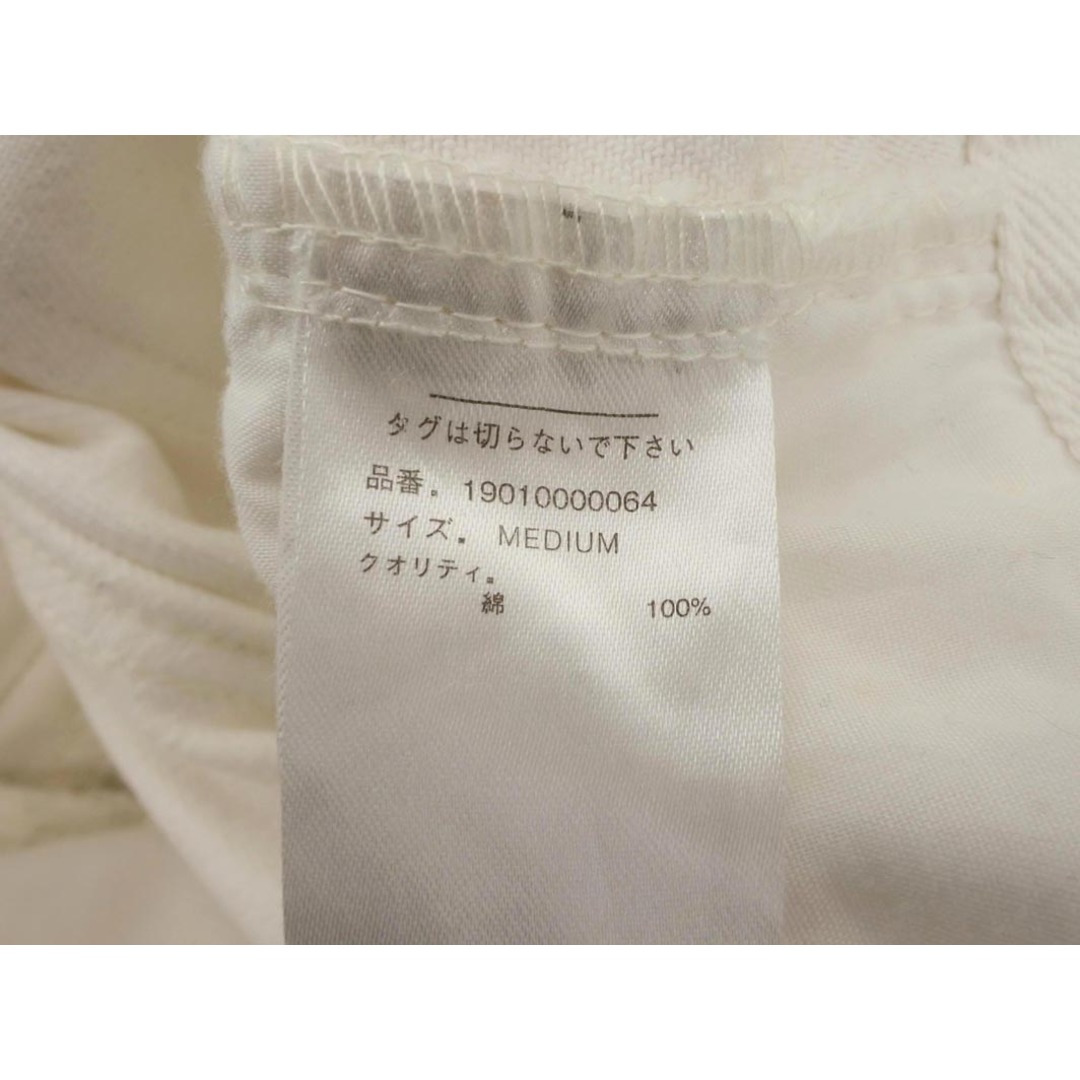 タグは切らないで下さい
品番. 19010000064
サイズ. MEDIUM
クオリティ.
綿 100%